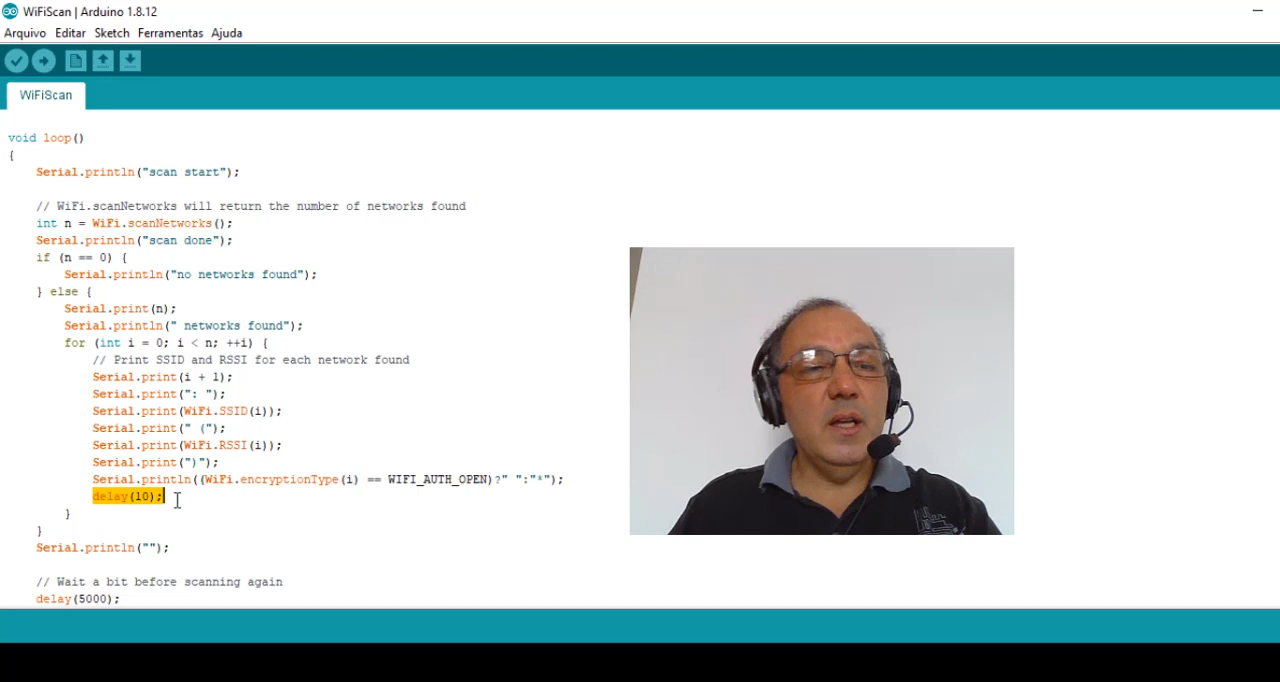 WiFiScan | Arduino 1.8.12
Arquivo Editar Sketch Ferramentas Ajuda
WiFiScan
void loop()
{
Serial.println("scan start");
// WiFi.scanNetworks will return the number of networks found
int n = WiFi.scanNetworks();
Serial.println("scan done");
if (n == 0) {
Serial.println("no networks found");
} else {
Serial.print(n);
Serial.println(" networks found");
for (int i = 0; i < n; ++i) {
// Print SSID and RSSI for each network found
Serial.print(i + 1);
Serial.print(": ");
Serial.print(WiFi.SSID(i));
Serial.print(" (");
Serial.print(WiFi.RSSI(i));
Serial.print(")");
Serial.println((WiFi.encryptionType(i) == WIFI_AUTH_OPEN)?" ":"*");
delay(10);
}
}
Serial.println("");
// Wait a bit before scanning again
delay(5000);